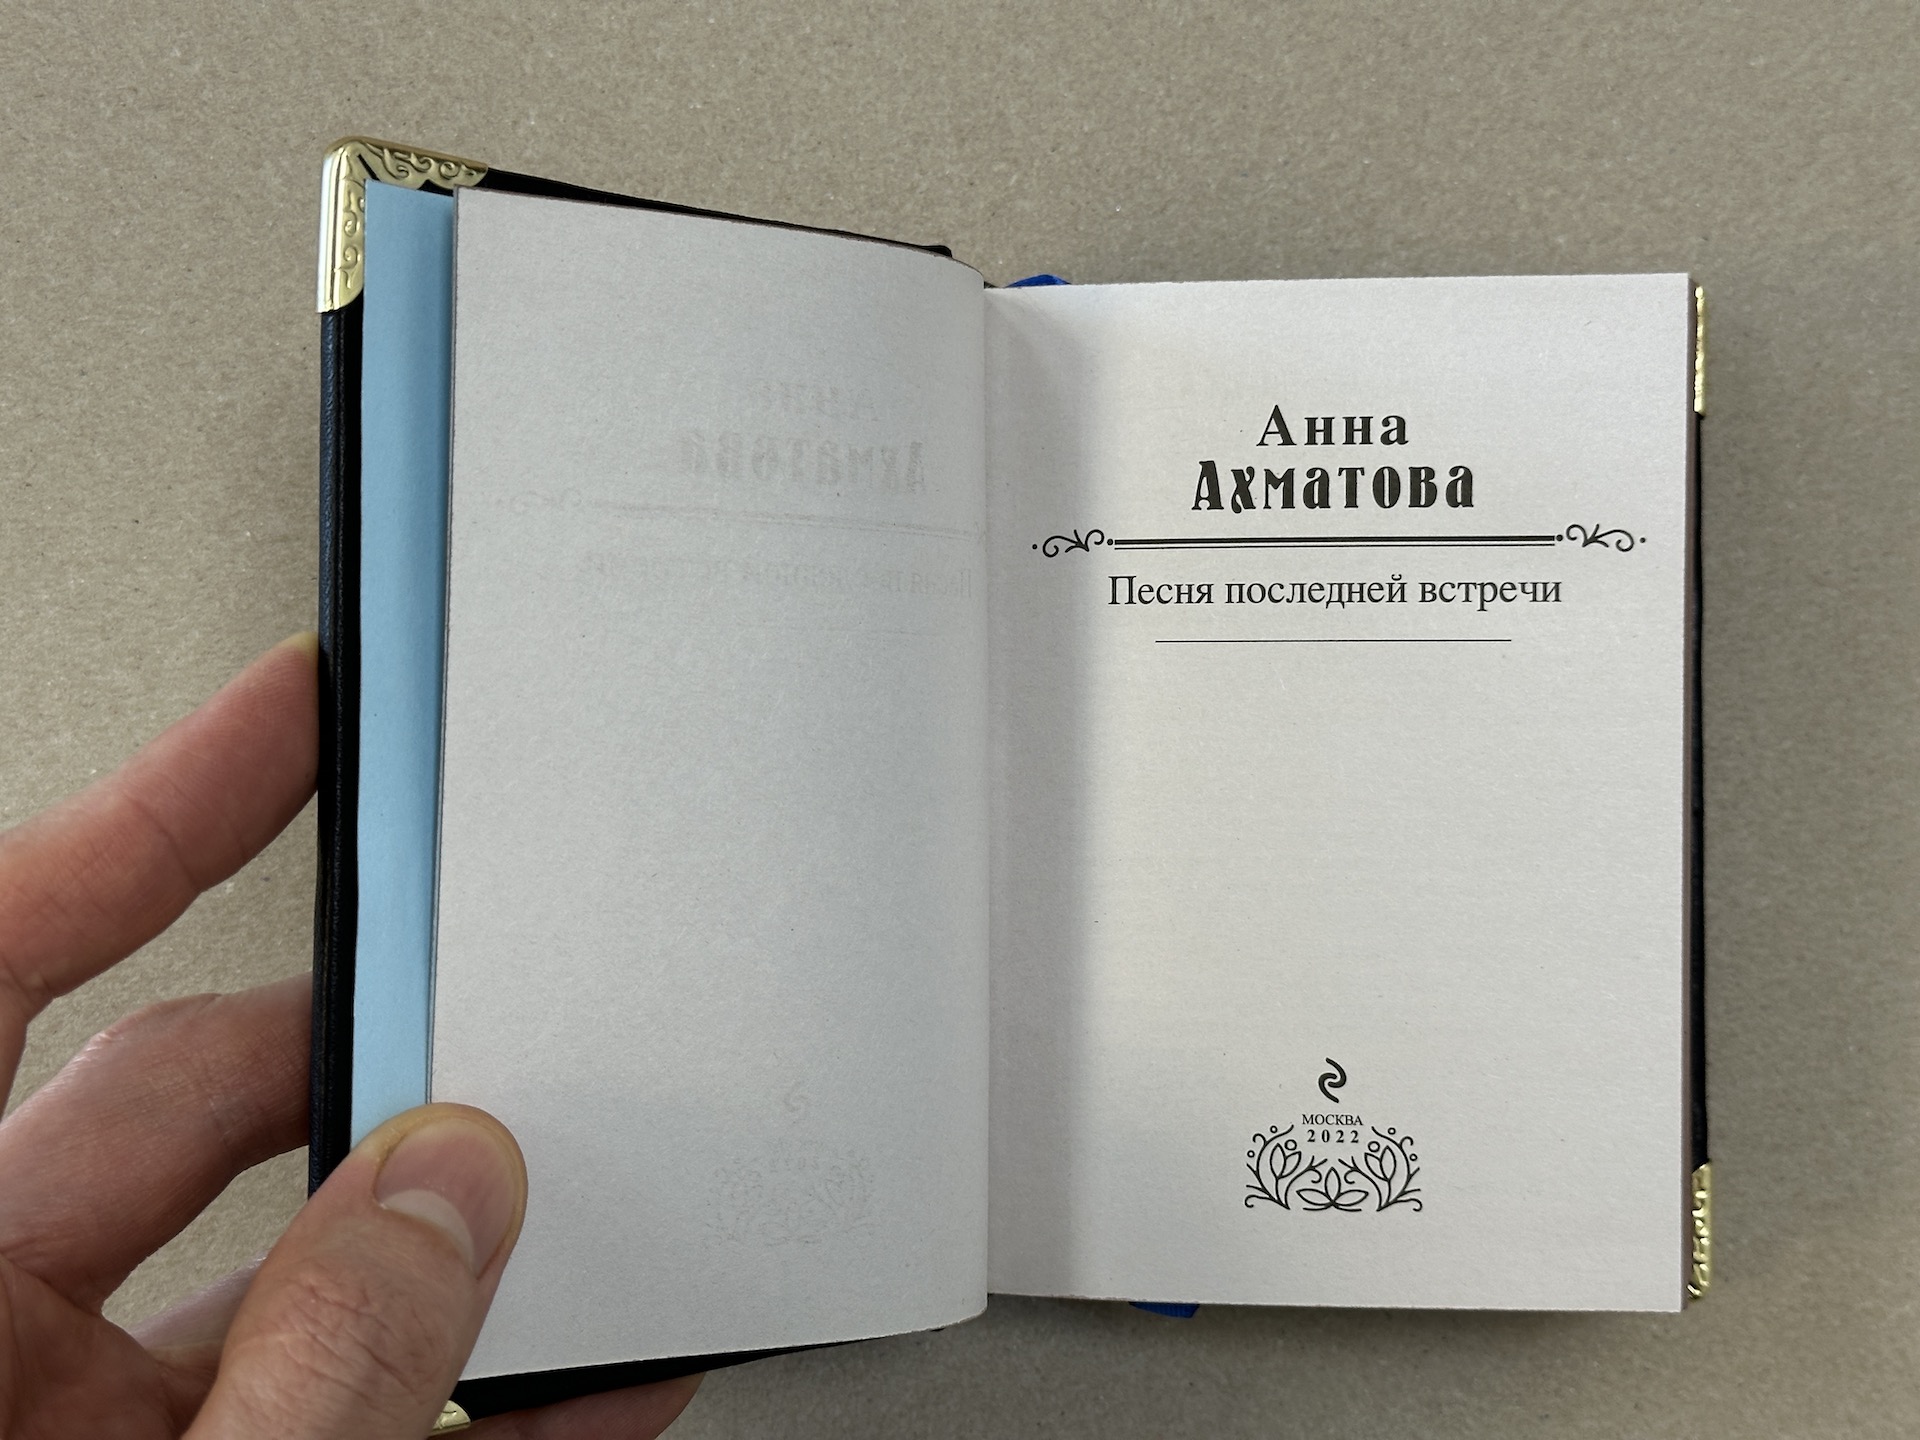 Анна
Ахматова
Песня последней встречи
МОСКВА
2022